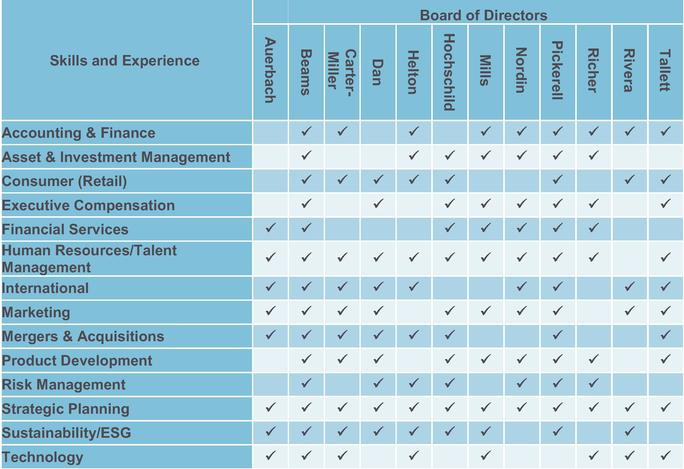 Board of Directors
Skills and Experience
Auerbach
Beams
Carter-
Miller
Dan
Helton
Hochschild
Mills
Nordin
Pickerell
Richer
Rivera
Tallett
Accounting & Finance ✓ ✓ ✓ ✓ ✓ ✓ ✓ ✓ ✓
Asset & Investment Management ✓ ✓ ✓ ✓ ✓ ✓ ✓
Consumer (Retail) ✓ ✓ ✓ ✓ ✓ ✓ ✓ ✓
Executive Compensation ✓ ✓ ✓ ✓ ✓ ✓ ✓ ✓
Financial Services ✓ ✓ ✓ ✓ ✓ ✓ ✓
Human Resources/Talent
Management ✓ ✓ ✓ ✓ ✓ ✓ ✓ ✓ ✓ ✓ ✓
International ✓ ✓ ✓ ✓ ✓ ✓ ✓ ✓ ✓
Marketing ✓ ✓ ✓ ✓ ✓ ✓ ✓ ✓ ✓ ✓
Mergers & Acquisitions ✓ ✓ ✓ ✓ ✓ ✓ ✓ ✓
Product Development ✓ ✓ ✓ ✓ ✓ ✓ ✓ ✓ ✓
Risk Management ✓ ✓ ✓ ✓ ✓ ✓ ✓
Strategic Planning ✓ ✓ ✓ ✓ ✓ ✓ ✓ ✓ ✓ ✓ ✓ ✓
Sustainability/ESG ✓ ✓ ✓ ✓ ✓ ✓ ✓ ✓ ✓
Technology ✓ ✓ ✓ ✓ ✓ ✓ ✓ ✓